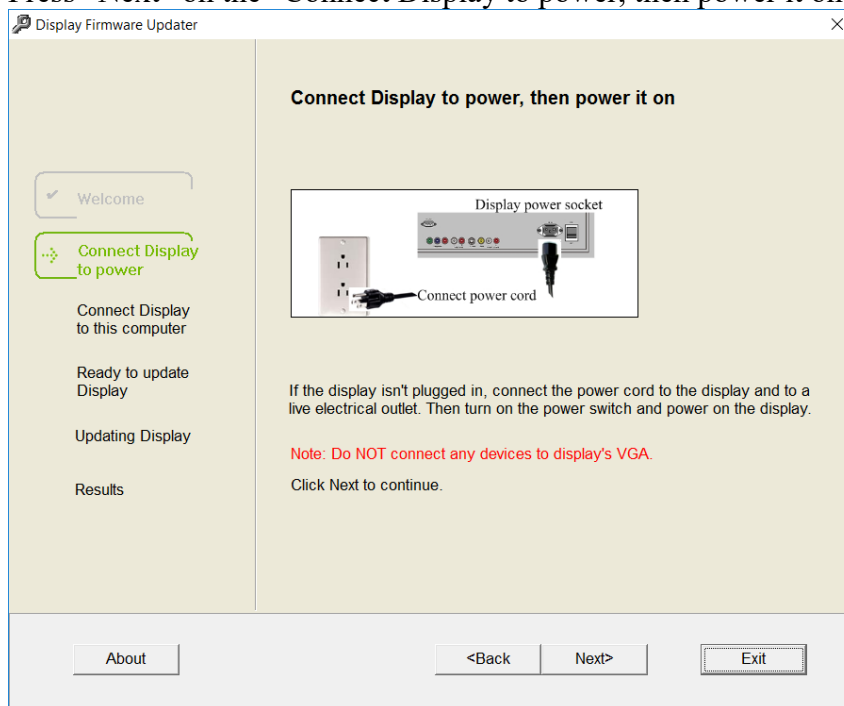 Press "Next" on the "Connect Display to power, then power it on"
Display Firmware Updater
Connect Display to power, then power it on
Welcome
Connect Display
to power
Connect Display
to this computer
Ready to update
Display
Updating Display
Results
Display power socket
Connect power cord
If the display isn't plugged in, connect the power cord to the display and to a
live electrical outlet. Then turn on the power switch and power on the display.
Note: Do NOT connect any devices to display's VGA.
Click Next to continue.
About
<Back
Next>
Exit